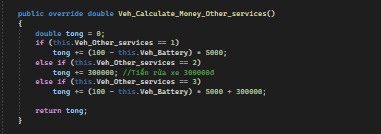 public override double Veh_Calculate_Money_Other_services()
{
double tong = 0;
if (this.Veh_Other_services == 1)
tong += (100 - this.Veh_Battery) * 5000;
else if (this.Veh_Other_services == 2)
tong += 300000; //Tiền rửa xe 300000đ
else if (this.Veh_Other_services == 3)
tong += (100 - this.Veh_Battery) * 5000 + 300000;
return tong;
}